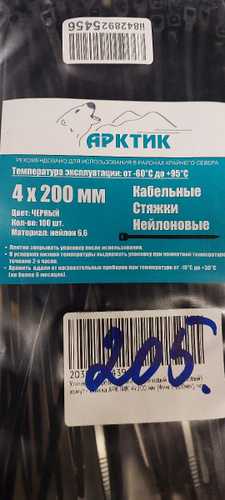 ii84289254​56
АРКТИК
РЕКОМЕНДОВАНО ДЛЯ ИСПОЛЬЗОВАНИЯ В РАЙОНАХ КРАЙНЕГО СЕВЕРА
Температура эксплуатации: от -60°С до +95°С
4 х 200 мм
Цвет: ЧЕРНЫЙ
Кол-во: 100 шт.
Материал: нейлон 6.6
Кабельные
Стяжки
Нейлоновые
• Плотно закрывать упаковку после использования.
• В условиях низкой температуры выдержать упаковку при комнатной температуре
течение 2-х часов.
• Хранить вдали от нагревательных приборов при температуре от -10°С до +30°С
(не более 6 месяцев).
205